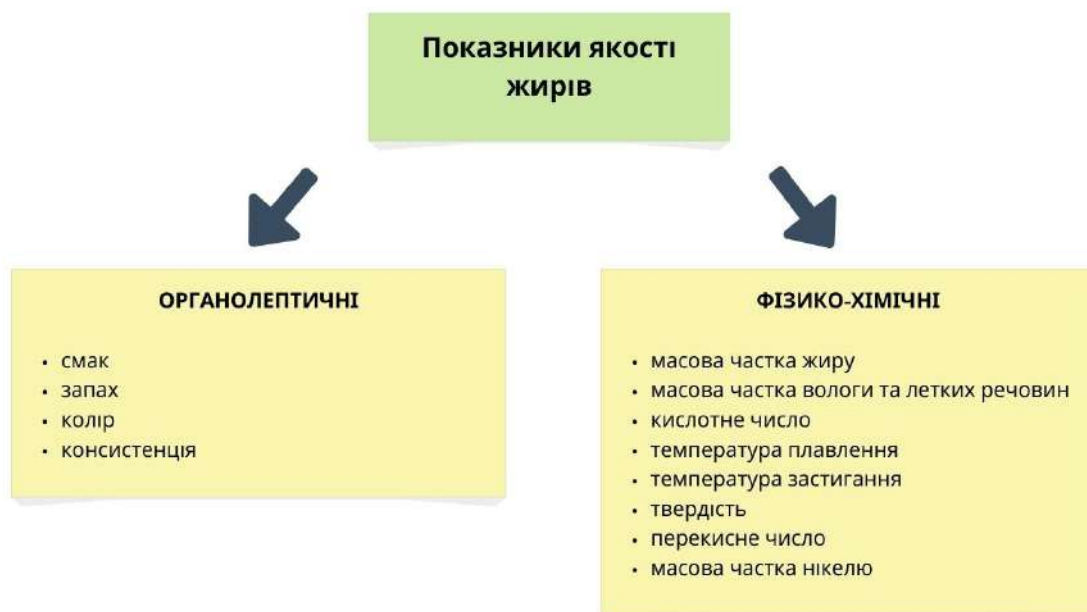 Показники якості
жирів
ОРГАНОЛЕПТИЧНІ
• смак
• запах
• колір
• консистенція
ФІЗИКО-ХІМІЧНІ
• масова частка жиру
• масова частка вологи та летких речовин
• кислотне число
• температура плавлення
• температура застигання
• твердість
• перекисне число
• масова частка нікелю